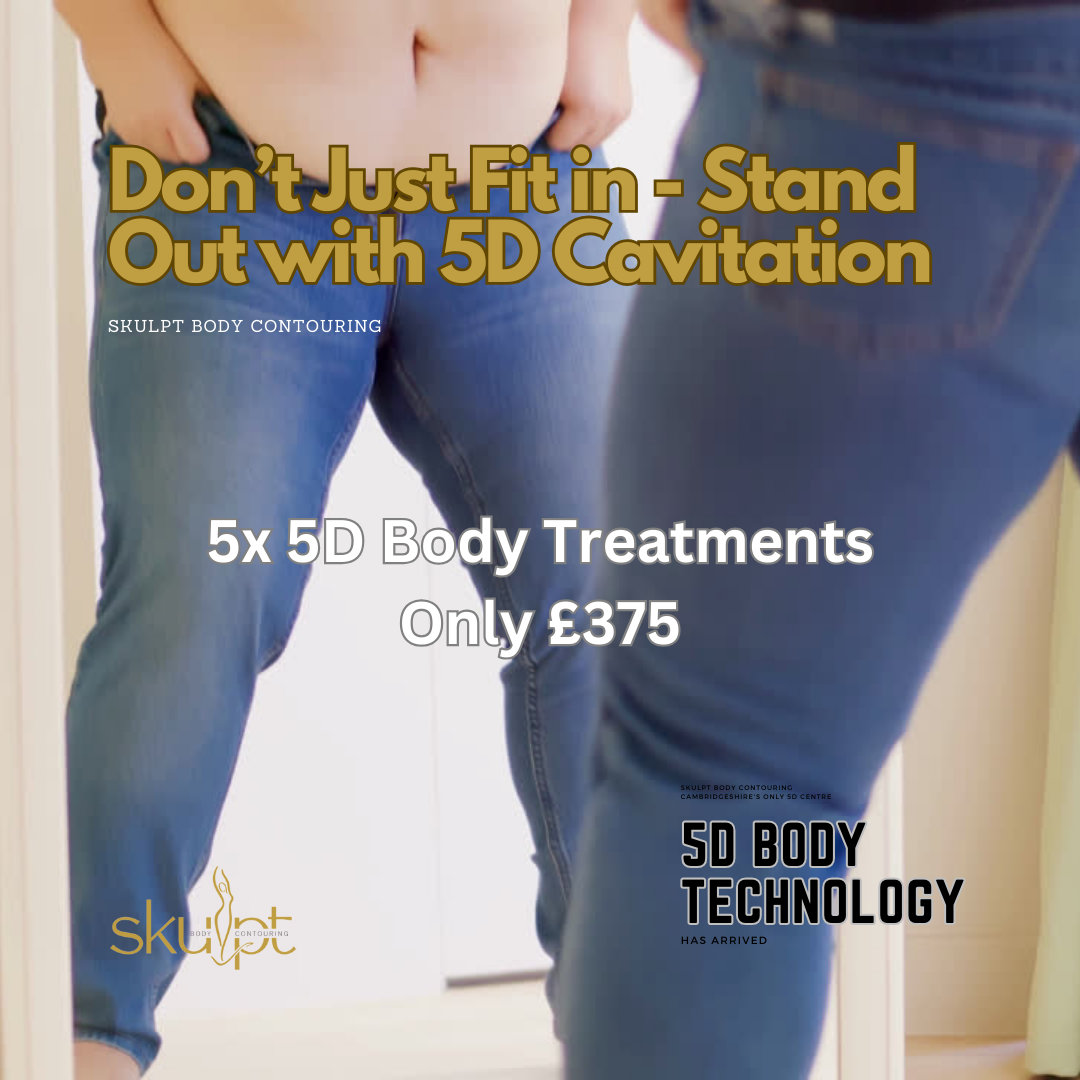 Don't Just Fit in - Stand
Out with 5D Cavitation
SKULPT BODY CONTOURING
5x 5D Body Treatments
Only £375
SKULPT BODY CONTOURING
CAMBRIDGESHIRE'S ONLY 5D CENTRE
5D BODY
TECHNOLOGY
HAS ARRIVED
skulpt
BODY CONTOURING